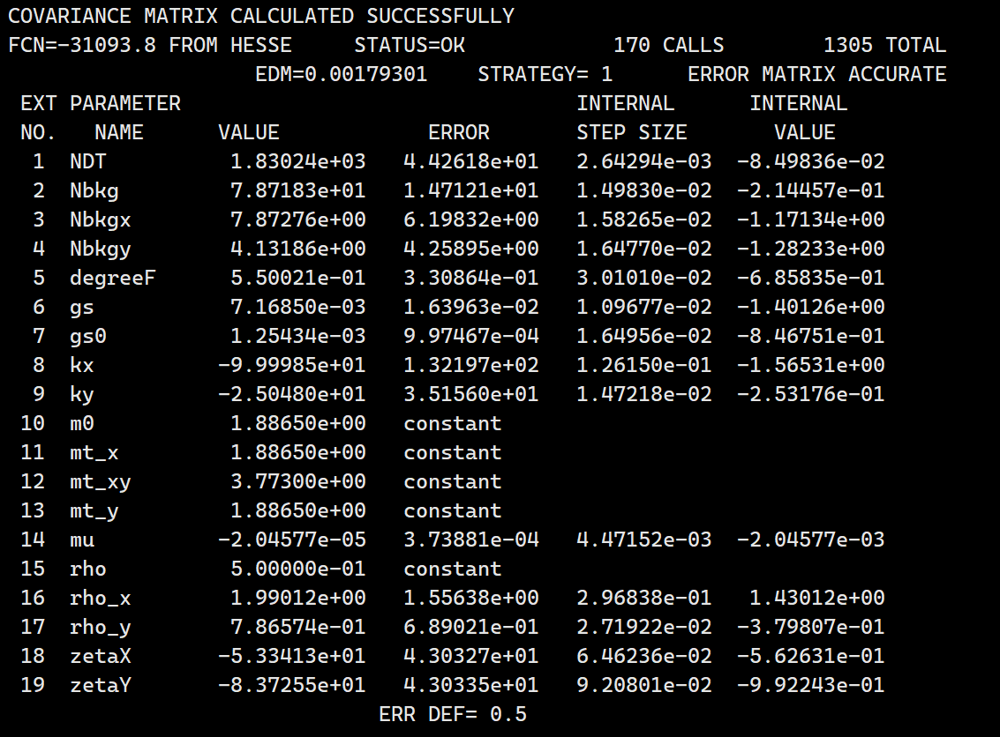 COVARIANCE MATRIX CALCULATED SUCCESSFULLY
FCN=-31093.8 FROM HESSE     STATUS=OK            170 CALLS        1305 TOTAL
                    EDM=0.00179301    STRATEGY= 1      ERROR MATRIX ACCURATE
 EXT PARAMETER                                INTERNAL      INTERNAL
 NO.   NAME      VALUE            ERROR       STEP SIZE       VALUE
  1  NDT          1.83024e+03   4.42618e+01   2.64294e-03  -8.49836e-02
  2  Nbkg         7.87183e+01   1.47121e+01   1.49830e-02  -2.14457e-01
  3  Nbkgx        7.87276e+00   6.19832e+00   1.58265e-02  -1.17134e+00
  4  Nbkgy        4.13186e+00   4.25895e+00   1.64770e-02  -1.28233e+00
  5  degreeF      5.50021e-01   3.30864e-01   3.01010e-02  -6.85835e-01
  6  gs           7.16850e-03   1.63963e-02   1.09677e-02  -1.40126e+00
  7  gs0          1.25434e-03   9.97467e-04   1.64956e-02  -8.46751e-01
  8  kx          -9.99985e+01   1.32197e+02   1.26150e-01  -1.56531e+00
  9  ky          -2.50480e+01   3.51560e+01   1.47218e-02  -2.53176e-01
 10  m0           1.88650e+00   constant
 11  mt_x         1.88650e+00   constant
 12  mt_xy        3.77300e+00   constant
 13  mt_y         1.88650e+00   constant
 14  mu          -2.04577e-05   3.73881e-04   4.47152e-03  -2.04577e-03
 15  rho          5.00000e-01   constant
 16  rho_x        1.99012e+00   1.55638e+00   2.96838e-01   1.43012e+00
 17  rho_y        7.86574e-01   6.89021e-01   2.71922e-02  -3.79807e-01
 18  zetaX       -5.33413e+01   4.30327e+01   6.46236e-02  -5.62631e-01
 19  zetaY       -8.37255e+01   4.30335e+01   9.20801e-02  -9.92243e-01
                              ERR DEF= 0.5